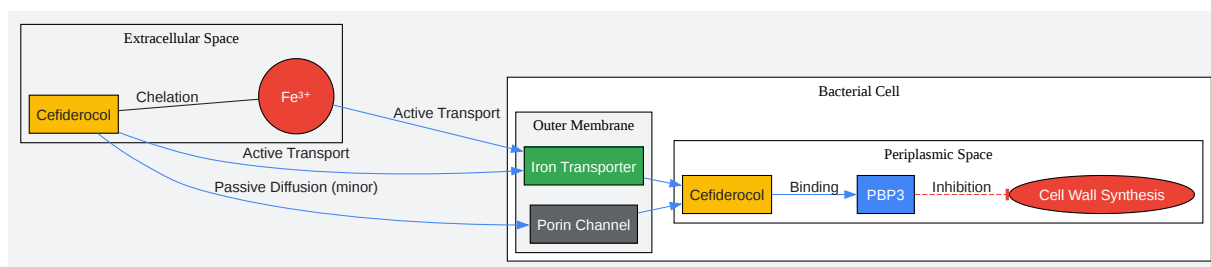 Extracellular Space
Cefiderocol
Chelation
Fe³⁺
Active Transport
Active Transport
Passive Diffusion (minor)
Bacterial Cell
Outer Membrane
Iron Transporter
Porin Channel
Periplasmic Space
Cefiderocol
Binding
PBP3
Inhibition
Cell Wall Synthesis